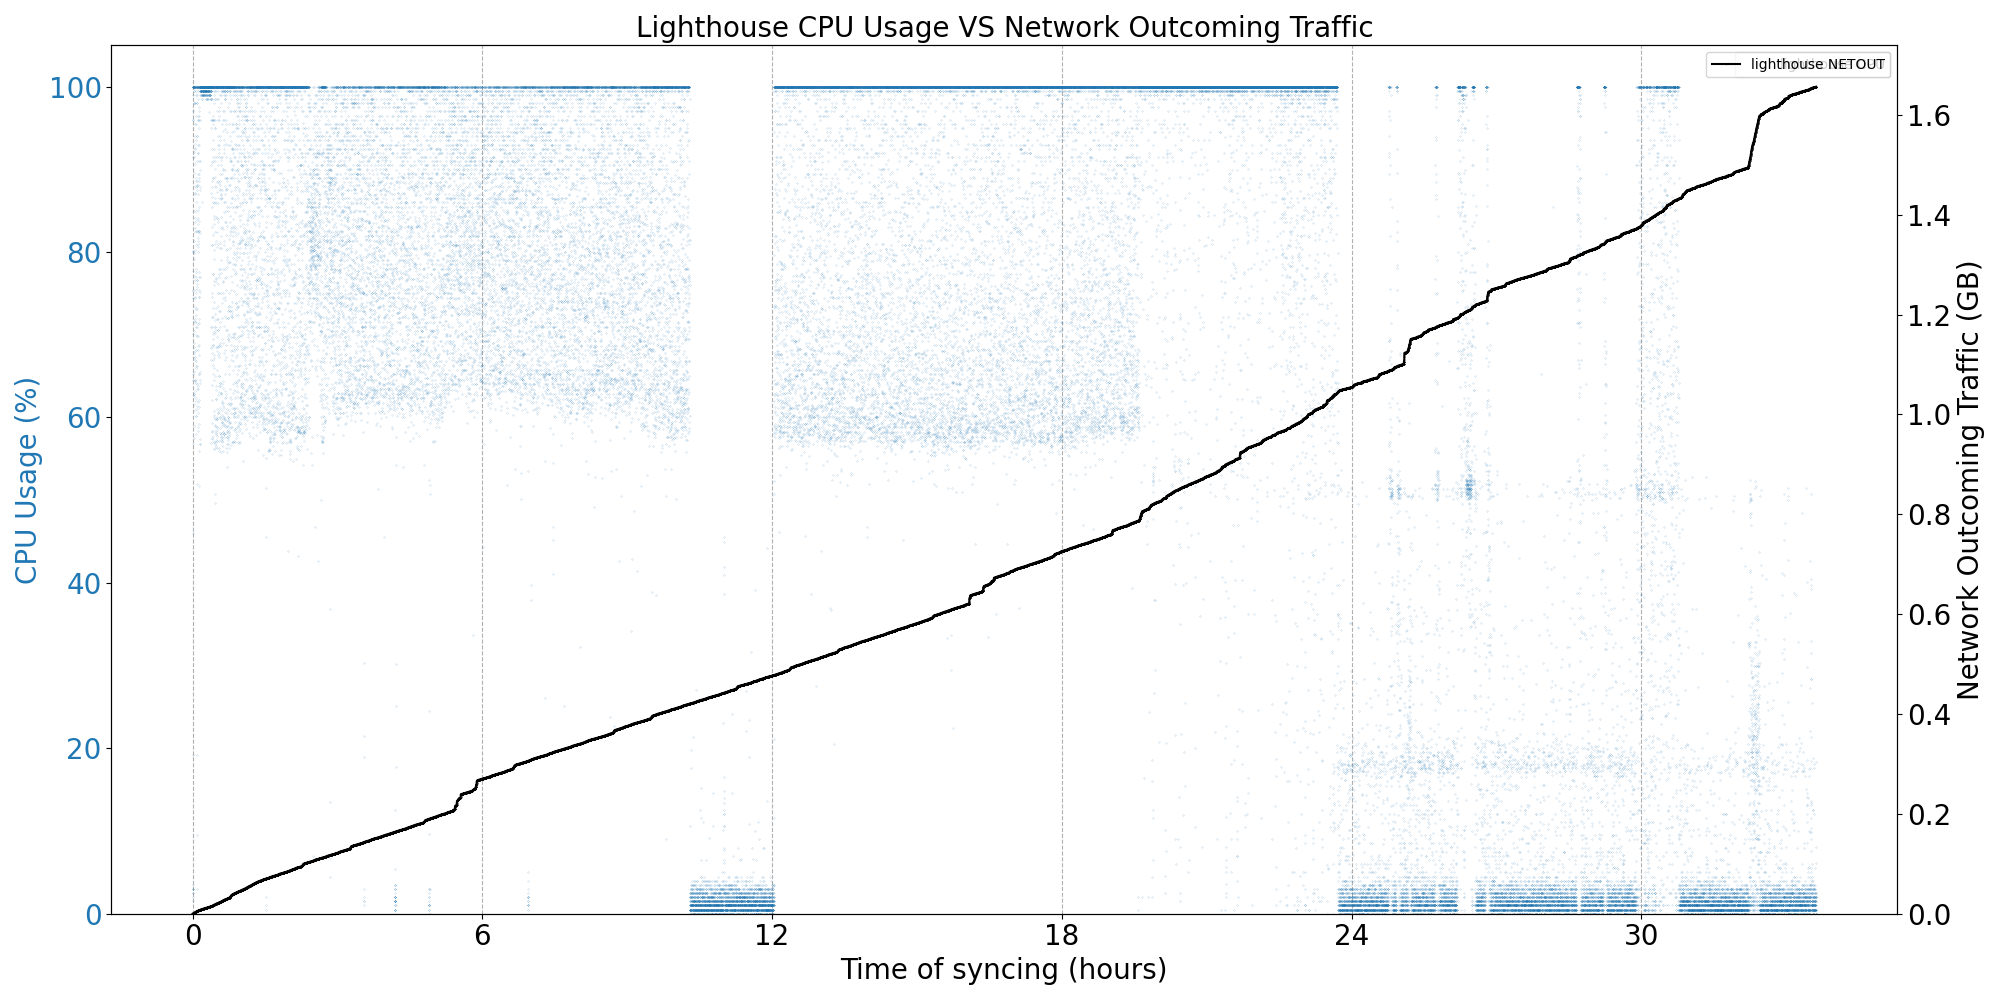 Lighthouse CPU Usage VS Network Outcoming Traffic
lighthouse NETOUT
100
80
60
40
20
0
CPU Usage (%)
1.6
1.4
1.2
1.0
0.8
0.6
0.4
0.2
0.0
Network Outcoming Traffic (GB)
0 6 12 18 24 30
Time of syncing (hours)